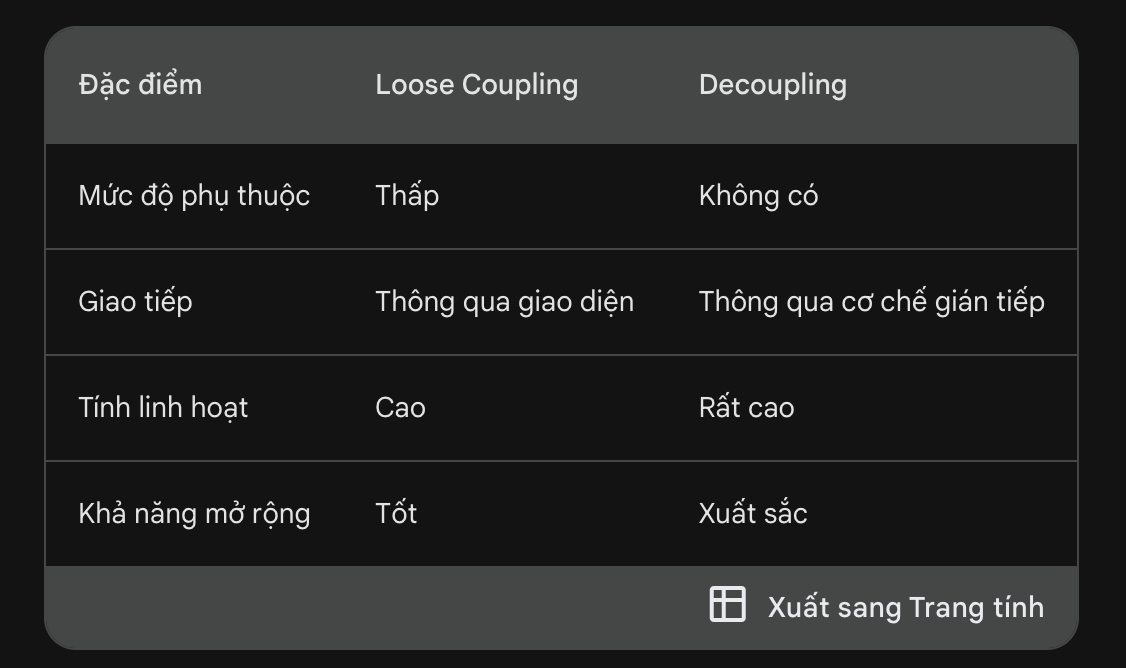 Đặc điểm Loose Coupling Decoupling
Mức độ phụ thuộc Thấp Không có
Giao tiếp Thông qua giao diện Thông qua cơ chế gián tiếp
Tính linh hoạt Cao Rất cao
Khả năng mở rộng Tốt Xuất sắc
Xuất sang Trang tính